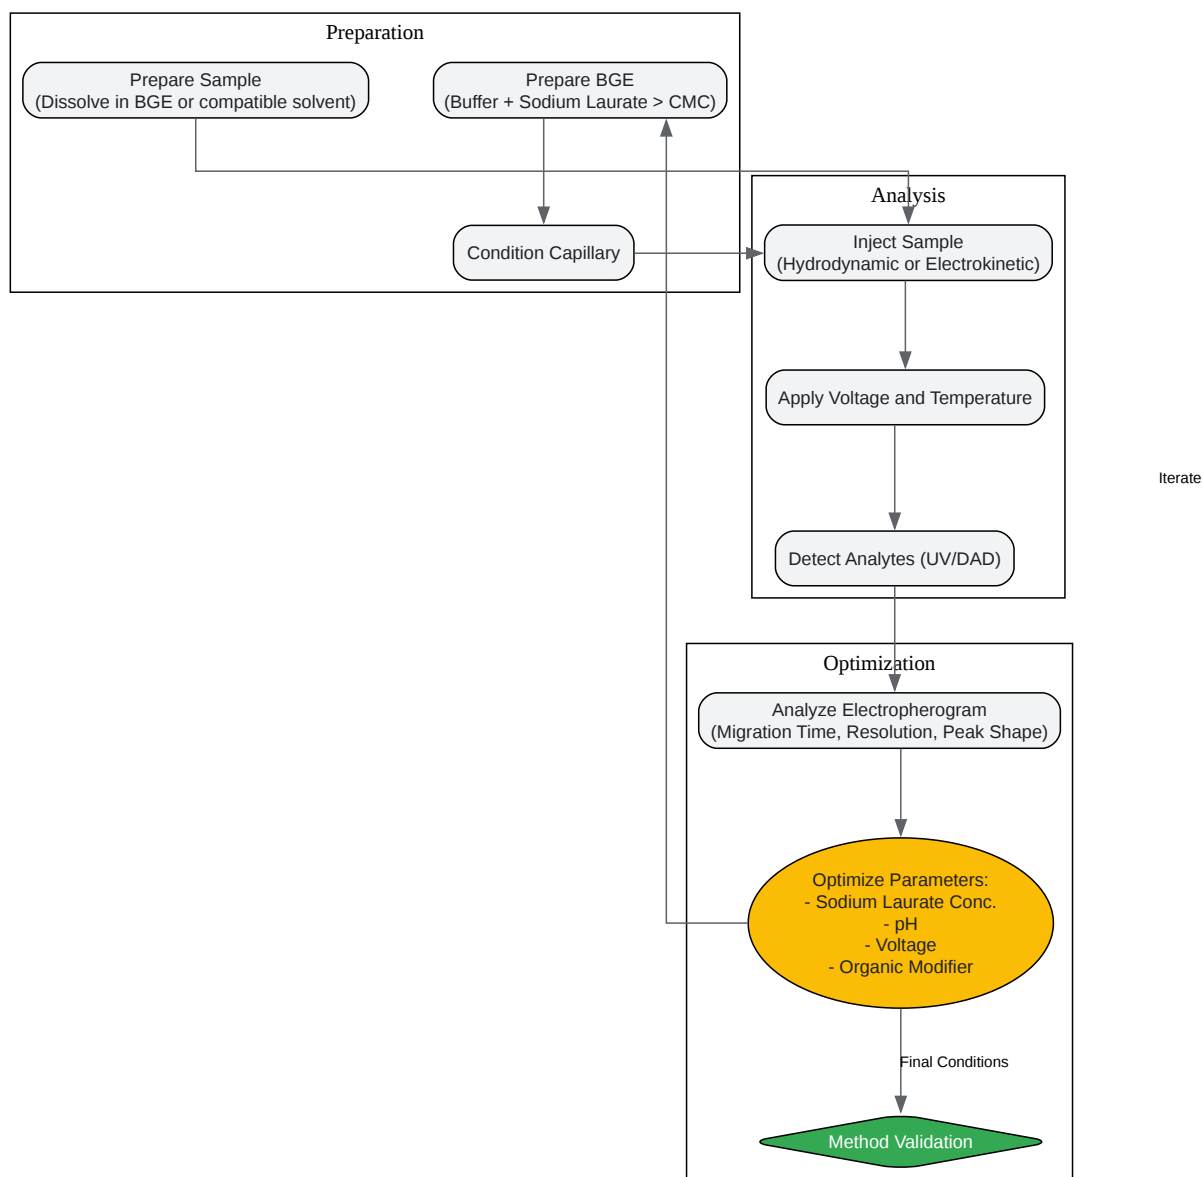 Preparation
Prepare Sample
(Dissolve in BGE or compatible solvent)
Prepare BGE
(Buffer + Sodium Laurate > CMC)
Condition Capillary
Analysis
Inject Sample
(Hydrodynamic or Electrokinetic)
Apply Voltage and Temperature
Iterate
Detect Analytes (UV/DAD)
Optimization
Analyze Electropherogram
(Migration Time, Resolution, Peak Shape)
Optimize Parameters:
- Sodium Laurate Conc.
- pH
- Voltage
- Organic Modifier
Final Conditions
Method Validation